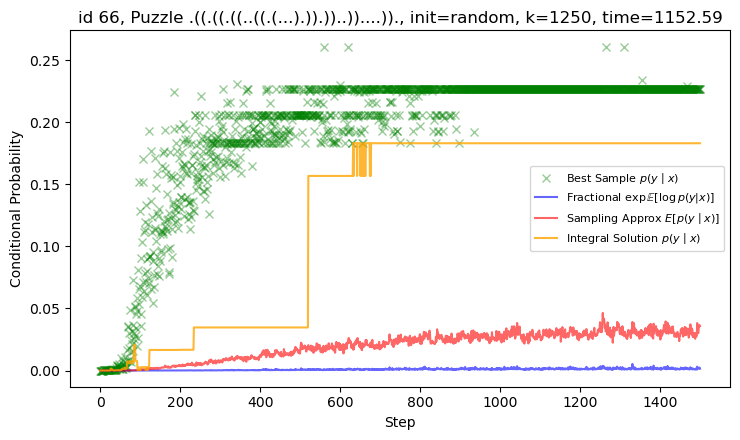 id 66, Puzzle .((.((.((..((.(...).)).))..))....))., init=random, k=1250, time=1152.59
Conditional Probability
0.25
0.20
0.15
0.10
0.05
0.00
Best Sample p(y | x)
Fractional exp 𝔼[log p(y|x)]
Sampling Approx E[p(y | x)]
Integral Solution p(y | x)
0 200 400 600 800 1000 1200 1400
Step